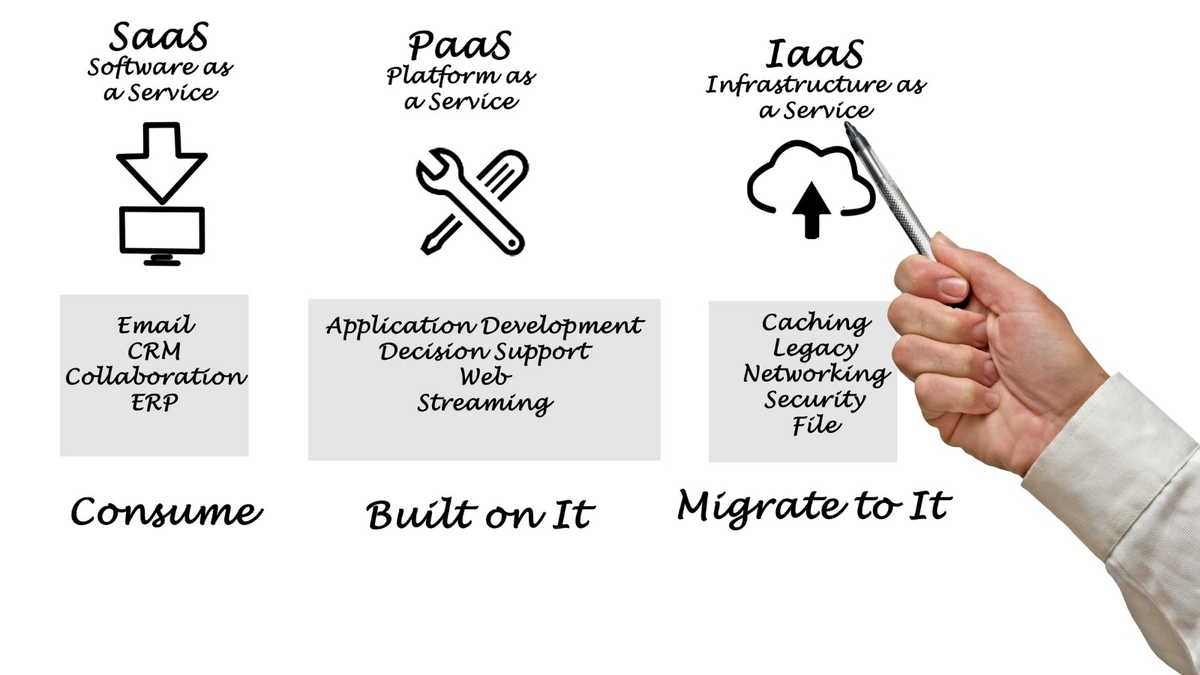 SaaS
Software as
a Service
Email
CRM
Collaboration
ERP
Consume
PaaS
Platform as
a Service
Application Development
Decision Support
Web
Streaming
Built on It
IaaS
Infrastructure as
a Service
Caching
Legacy
Networking
Security
File
Migrate to It